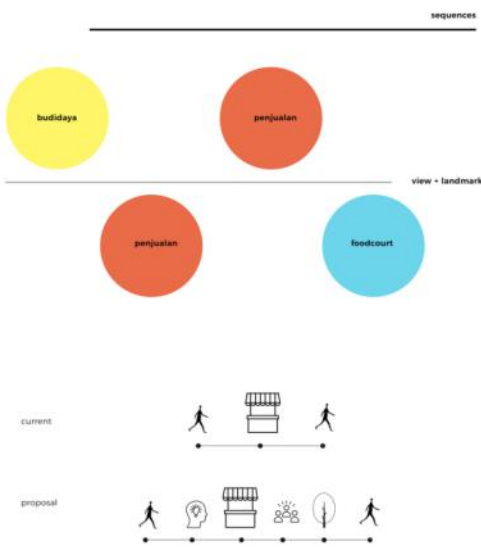 sequences
budidaya
penjualan
view + landmark
penjualan
foodcourt
current
proposal